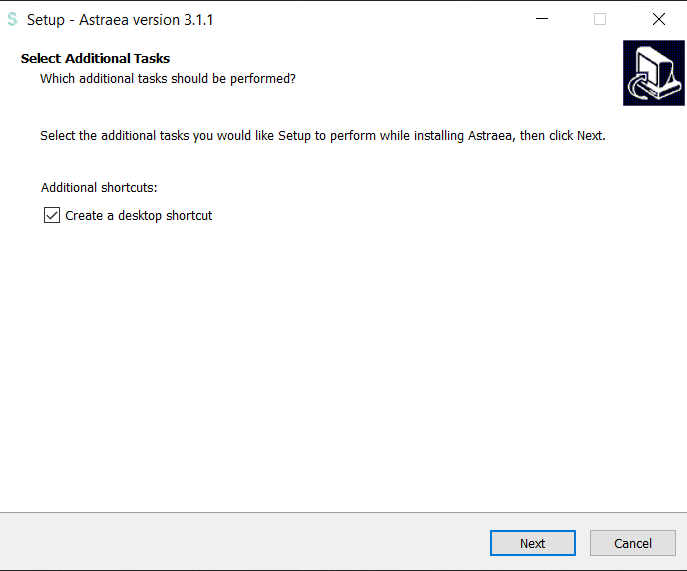 S Setup - Astraea version 3.1.1
Select Additional Tasks
Which additional tasks should be performed?
Select the additional tasks you would like Setup to perform while installing Astraea, then click Next.
Additional shortcuts:
Create a desktop shortcut
Next Cancel